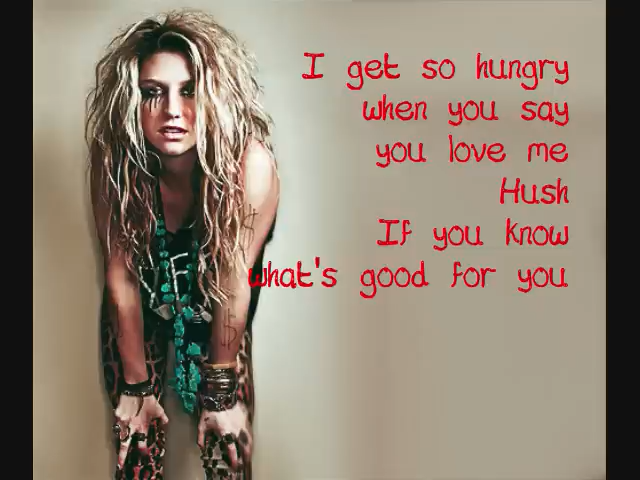 I get so hungry
when you say
you love me
Hush
If you know
what's good for you
$